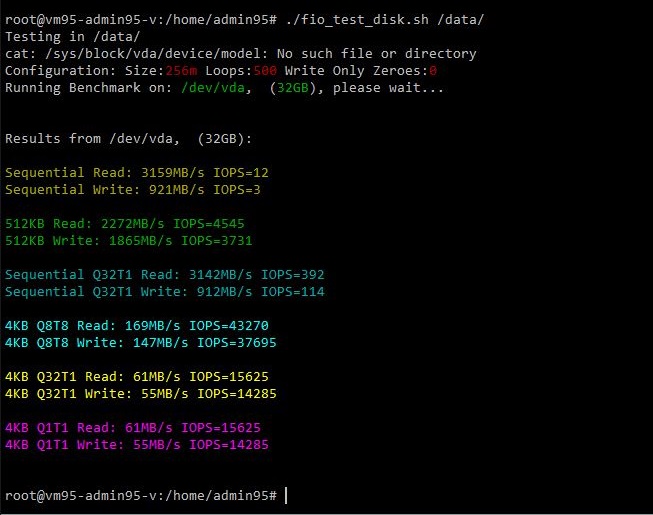 root@vm95-admin95-v:/home/admin95# ./fio_test_disk.sh /data/
Testing in /data/
cat: /sys/block/vda/device/model: No such file or directory
Configuration: Size:256m Loops:500 Write Only Zeroes:0
Running Benchmark on: /dev/vda,  (32GB), please wait...
Results from /dev/vda,  (32GB):
Sequential Read: 3159MB/s IOPS=12
Sequential Write: 921MB/s IOPS=3
512KB Read: 2272MB/s IOPS=4545
512KB Write: 1865MB/s IOPS=3731
Sequential Q32T1 Read: 3142MB/s IOPS=392
Sequential Q32T1 Write: 912MB/s IOPS=114
4KB Q8T8 Read: 169MB/s IOPS=43270
4KB Q8T8 Write: 147MB/s IOPS=37695
4KB Q32T1 Read: 61MB/s IOPS=15625
4KB Q32T1 Write: 55MB/s IOPS=14285
4KB Q1T1 Read: 61MB/s IOPS=15625
4KB Q1T1 Write: 55MB/s IOPS=14285
root@vm95-admin95-v:/home/admin95#